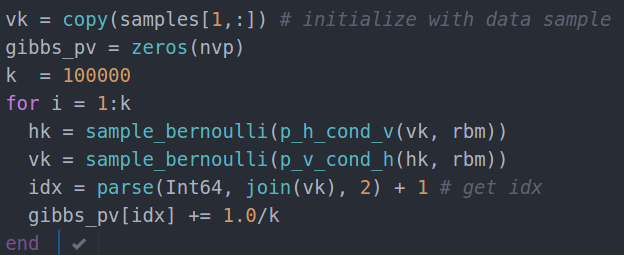 vk = copy(samples[1,:]) # initialize with data sample
gibbs_pv = zeros(nvp)
k  = 100000
for i = 1:k
  hk = sample_bernoulli(p_h_cond_v(vk, rbm))
  vk = sample_bernoulli(p_v_cond_h(hk, rbm))
  idx = parse(Int64, join(vk), 2) + 1 # get idx
  gibbs_pv[idx] += 1.0/k
end ✓